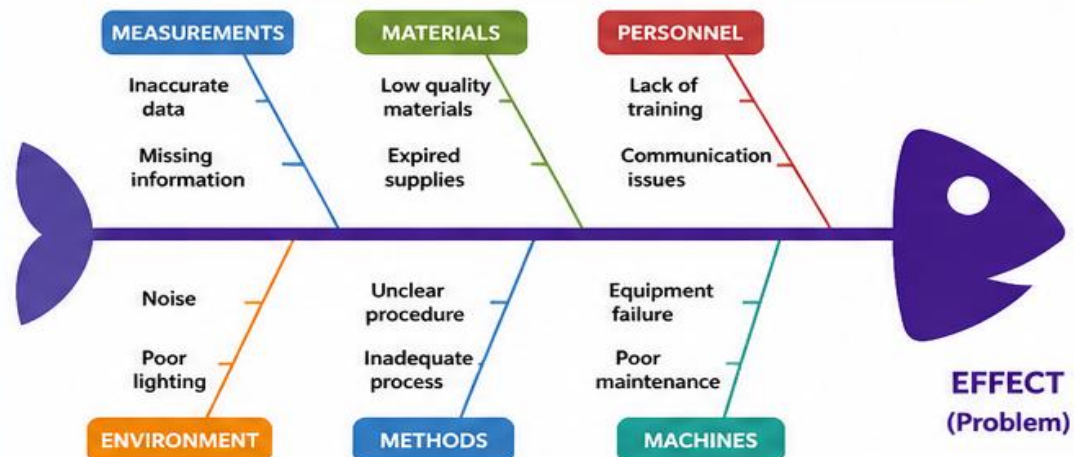 MEASUREMENTS
MATERIALS
PERSONNEL
Inaccurate
data
Low quality
materials
Lack of
training
Missing
information
Expired
supplies
Communication
issues
Noise
Unclear
procedure
Equipment
failure
Poor
lighting
Inadequate
process
Poor
maintenance
EFFECT
(Problem)
ENVIRONMENT
METHODS
MACHINES